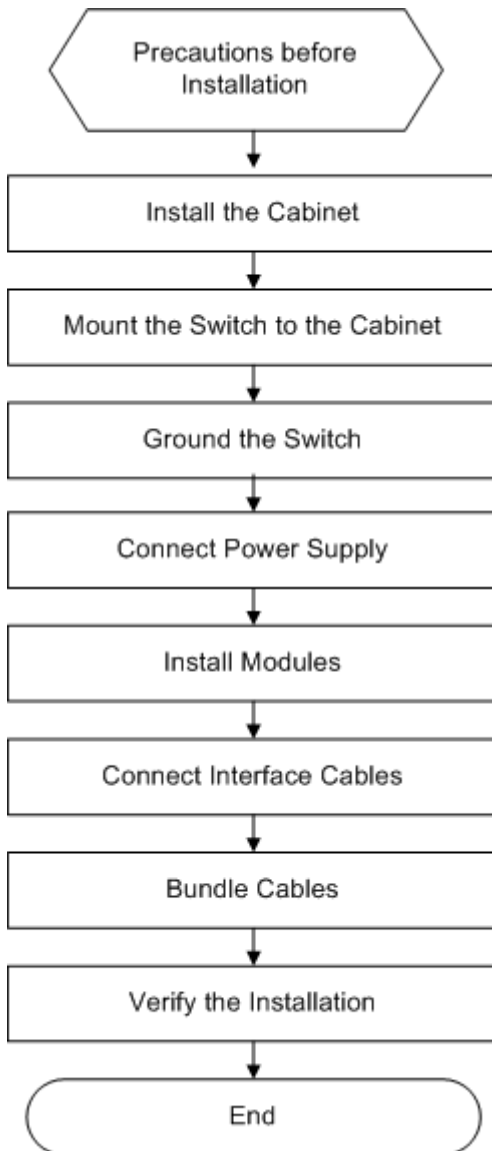 Precautions before
Installation
Install the Cabinet
Mount the Switch to the Cabinet
Ground the Switch
Connect Power Supply
Install Modules
Connect Interface Cables
Bundle Cables
Verify the Installation
End